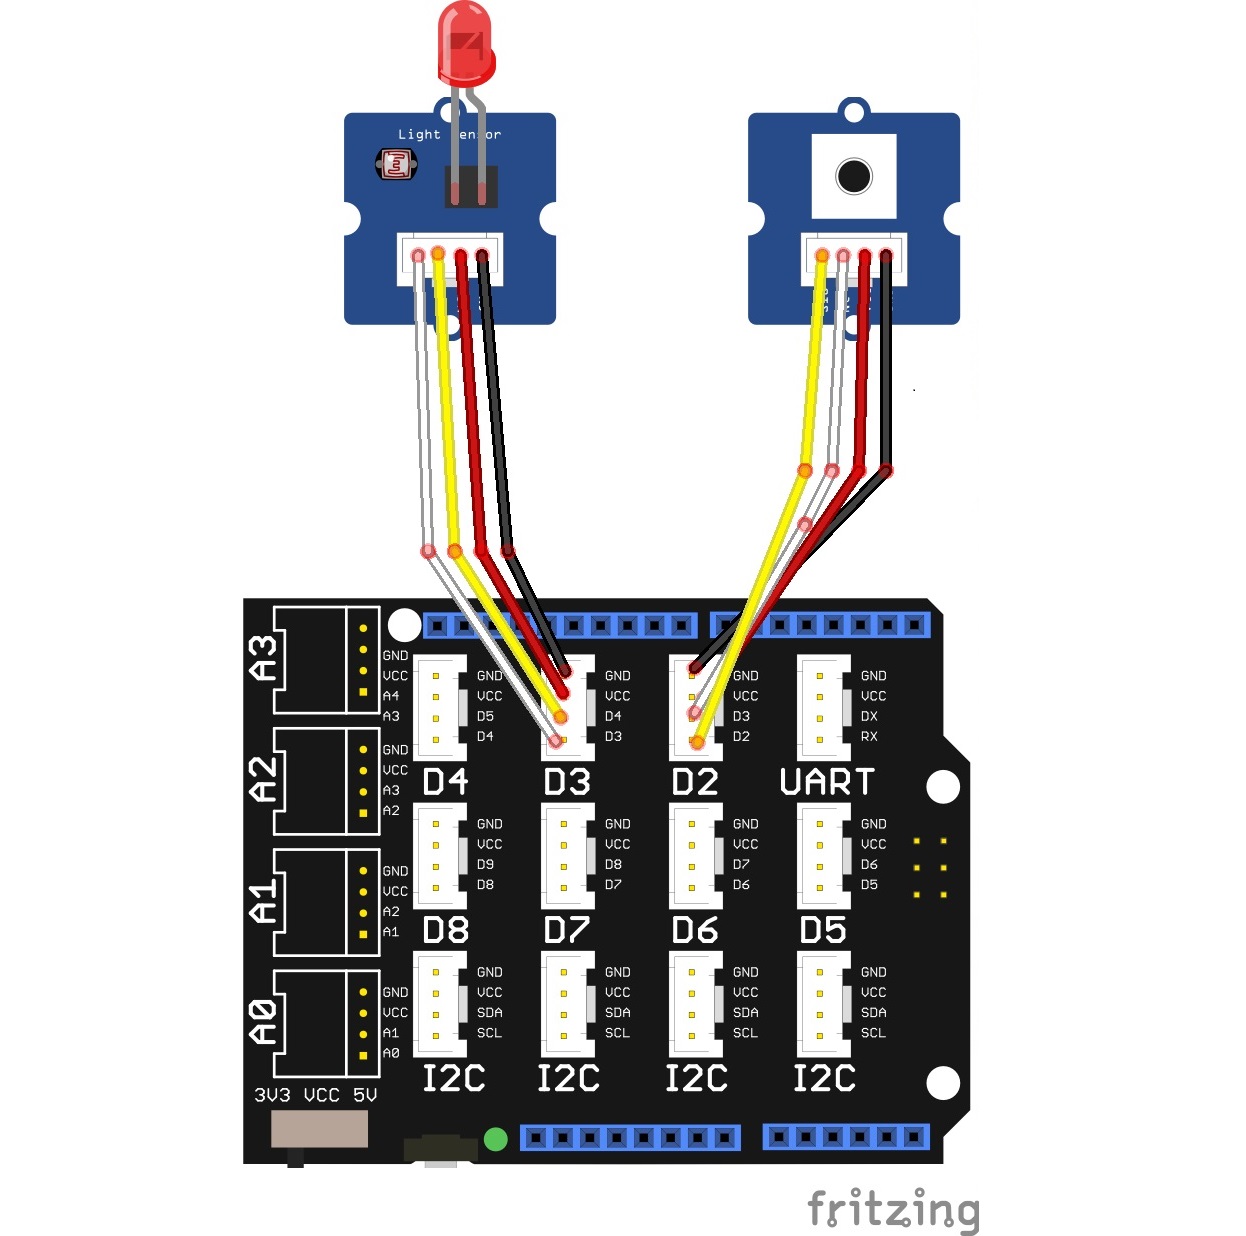 Light Sensor
SIG
NC
A3
GND
VCC
A4
A3
A2
GND
VCC
A3
A2
A1
GND
VCC
A2
A1
A0
GND
VCC
A1
A0
3V3 VCC 5V
GND
VCC
D5
D4
D4
GND
VCC
D4
D3
D3
GND
VCC
D3
D2
D2
GND
VCC
DX
RX
UART
GND
VCC
D9
D8
D8
GND
VCC
D8
D7
D7
GND
VCC
D7
D6
D6
GND
VCC
D6
D5
D5
GND
VCC
SDA
SCL
I2C
GND
VCC
SDA
SCL
I2C
GND
VCC
SDA
SCL
I2C
GND
VCC
SDA
SCL
I2C
fritzing